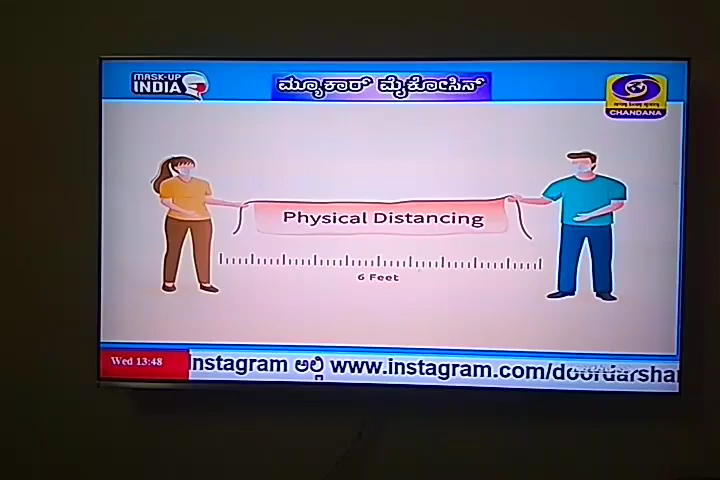 MASK-UP
INDIA
ಮ್ಯೂಕಾರ್ ಮೈಕೋಸಿಸ್
CHANDANA
Physical Distancing
6 Feet
Wed 13:48
nstagram ಅಲ್ಲಿ www.instagram.com/doordarsha